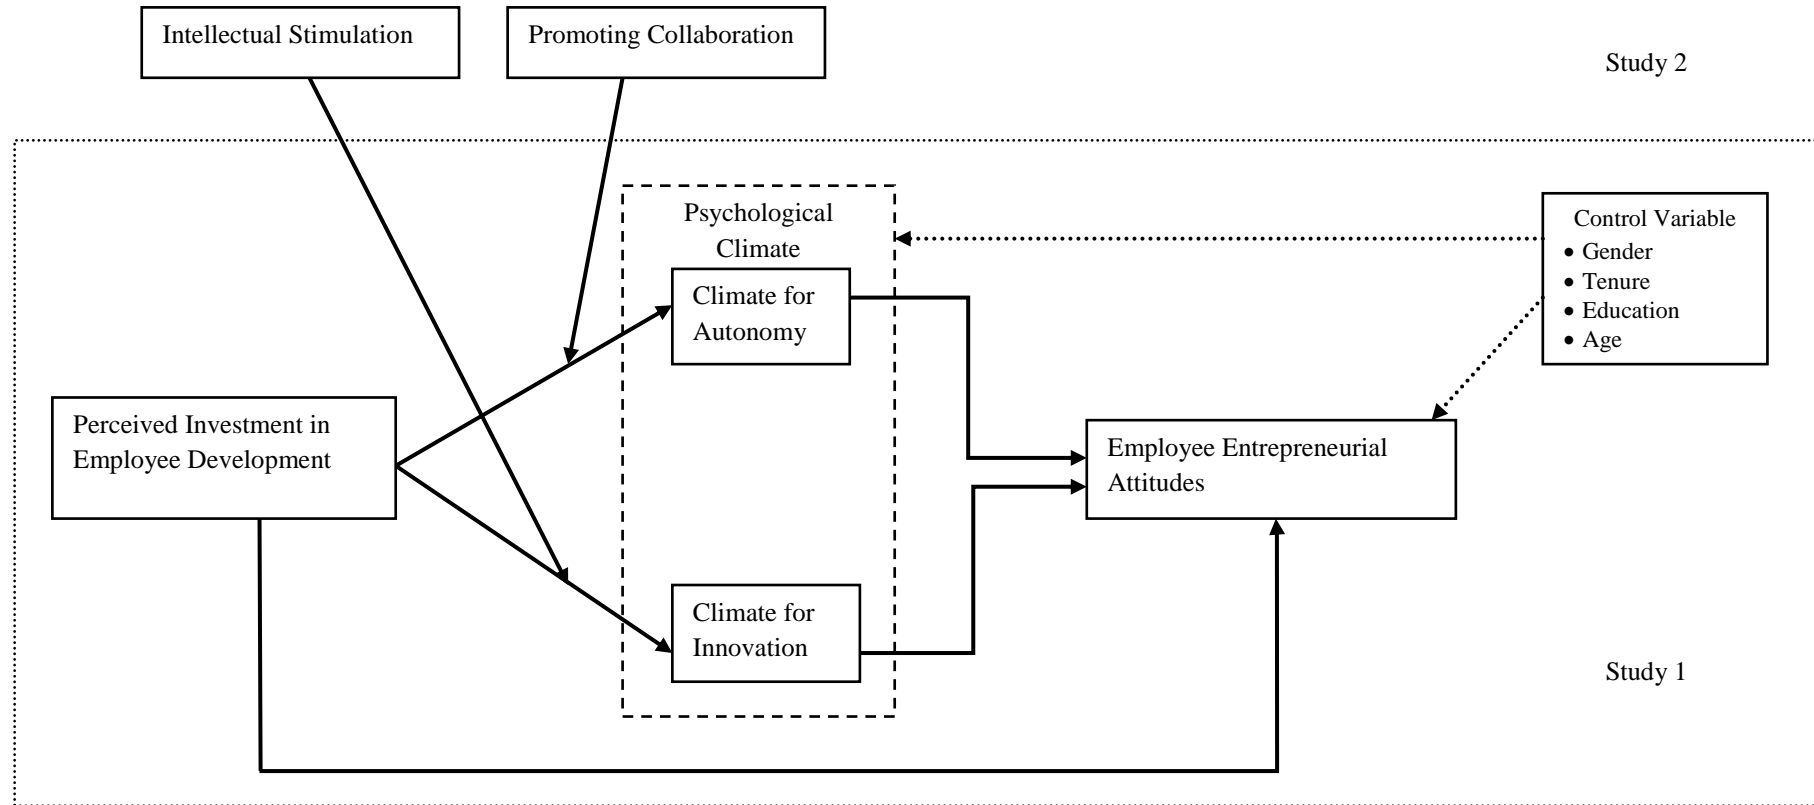 Intellectual Stimulation
Promoting Collaboration
Study 2
Psychological
Climate
Control Variable
• Gender
• Tenure
• Education
• Age
Climate for
Autonomy
Perceived Investment in
Employee Development
Employee Entrepreneurial
Attitudes
Climate for
Innovation
Study 1